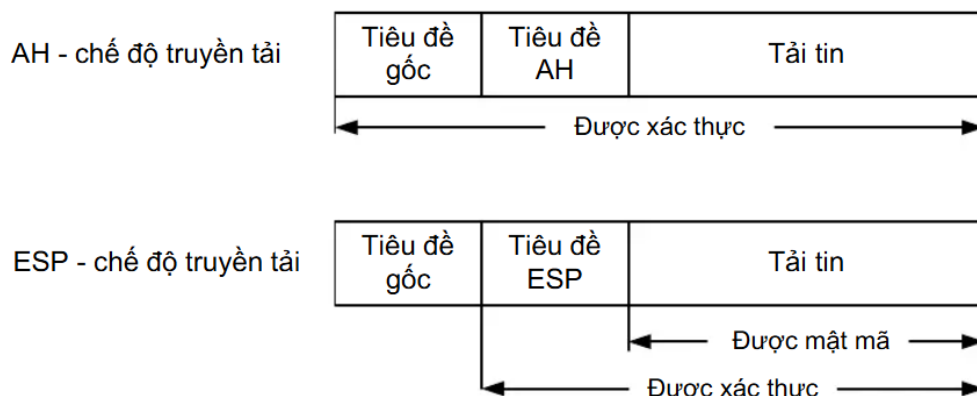 AH - chế độ truyền tải
Tiêu đề
gốc
Tiêu đề
AH
Tải tin
Được xác thực
ESP - chế độ truyền tải
Tiêu đề
gốc
Tiêu đề
ESP
Tải tin
Được mật mã
Được xác thực